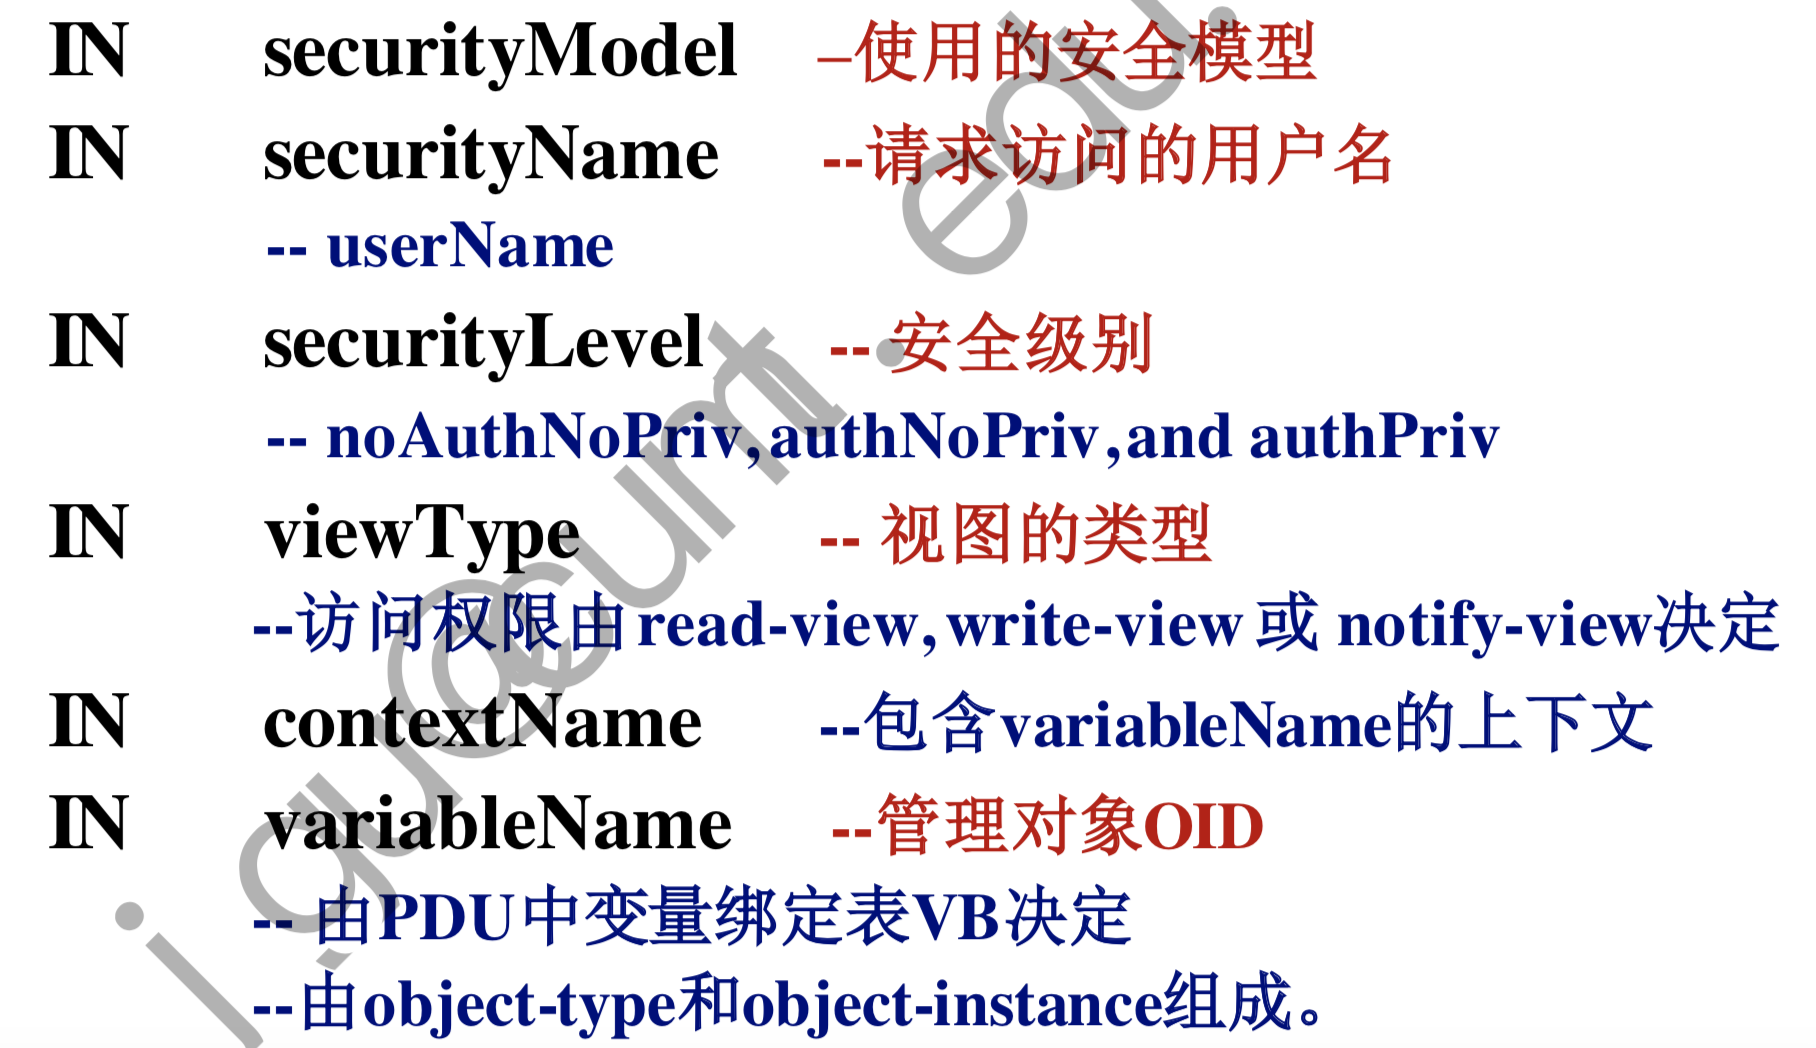 IN securityModel –使用的安全模型
IN securityName --请求访问的用户名
-- userName
IN securityLevel -- 安全级别
-- noAuthNoPriv,authNoPriv,and authPriv
IN viewType -- 视图的类型
--访问权限由read-view,write-view或 notify-view决定
IN contextName --包含variableName的上下文
IN variableName --管理对象OID
-- 由PDU中变量绑定表VB决定
--由object-type和object-instance组成。